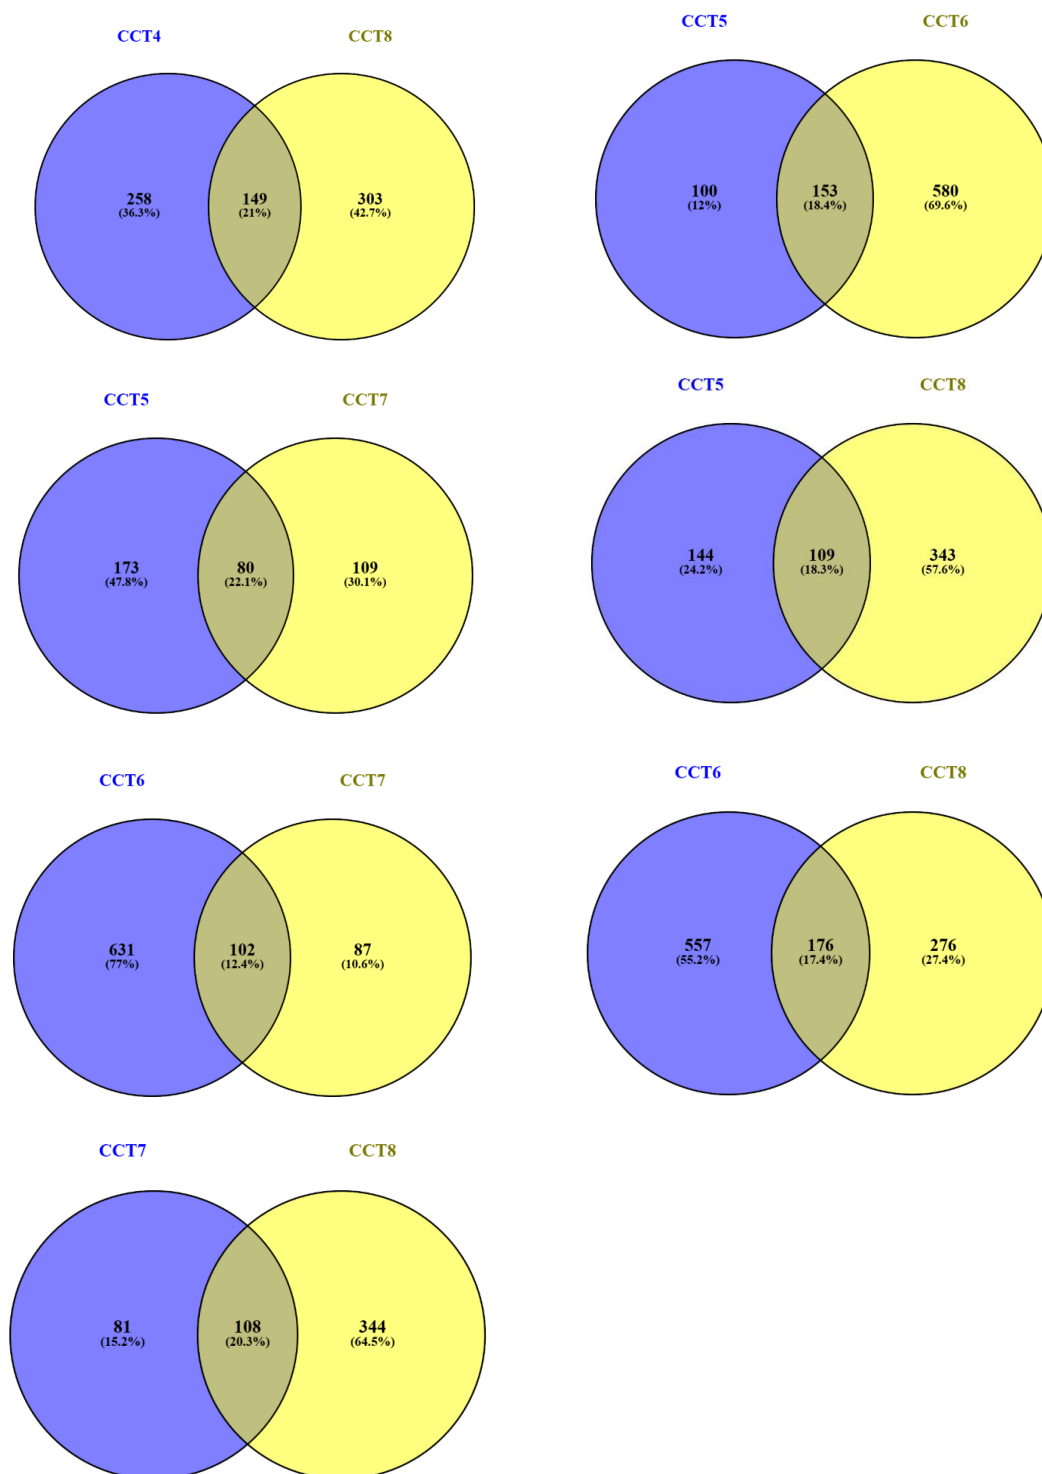 CCT4 CCT8
258 149 303
(36.3%) (21%) (42.7%)
CCT5 CCT6
100 153 580
(12%) (18.4%) (69.6%)
CCT5 CCT7
173 80 109
(47.8%) (22.1%) (30.1%)
CCT5 CCT8
144 109 343
(24.2%) (18.3%) (57.6%)
CCT6 CCT7
631 102 87
(77%) (12.4%) (10.6%)
CCT6 CCT8
557 176 276
(55.2%) (17.4%) (27.4%)
CCT7 CCT8
81 108 344
(15.2%) (20.3%) (64.5%)